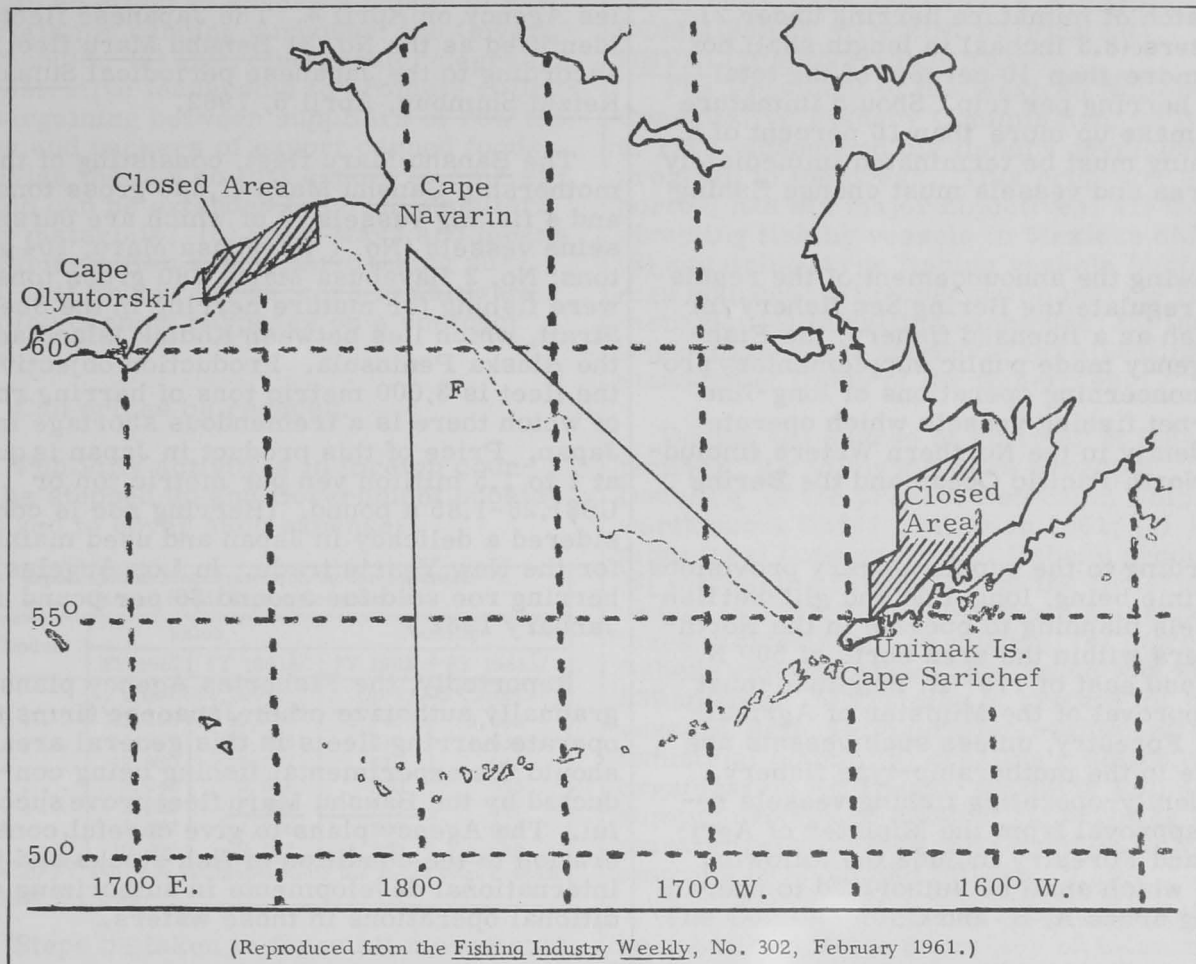 Closed Area
Cape
Navarin
Cape
Olyutorski
60°
F
Closed
Area
55°
Unimak Is.
Cape Sarichef
50°
170° E.
180°
170° W.
160° W.
(Reproduced from the Fishing Industry Weekly, No. 302, February 1961.)